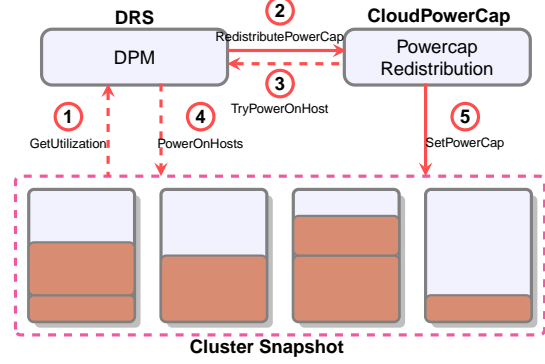 DRS
2
CloudPowerCap
RedistributePowerCap
DPM
Powercap
Redistribution
3
TryPowerOnHost
1
4
5
GetUtilization
PowerOnHosts
SetPowerCap
Cluster Snapshot